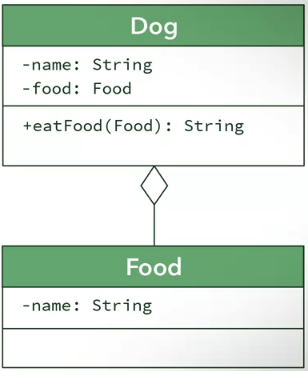 Dog
-name: String
-food: Food
+eatFood(Food): String
Food
-name: String